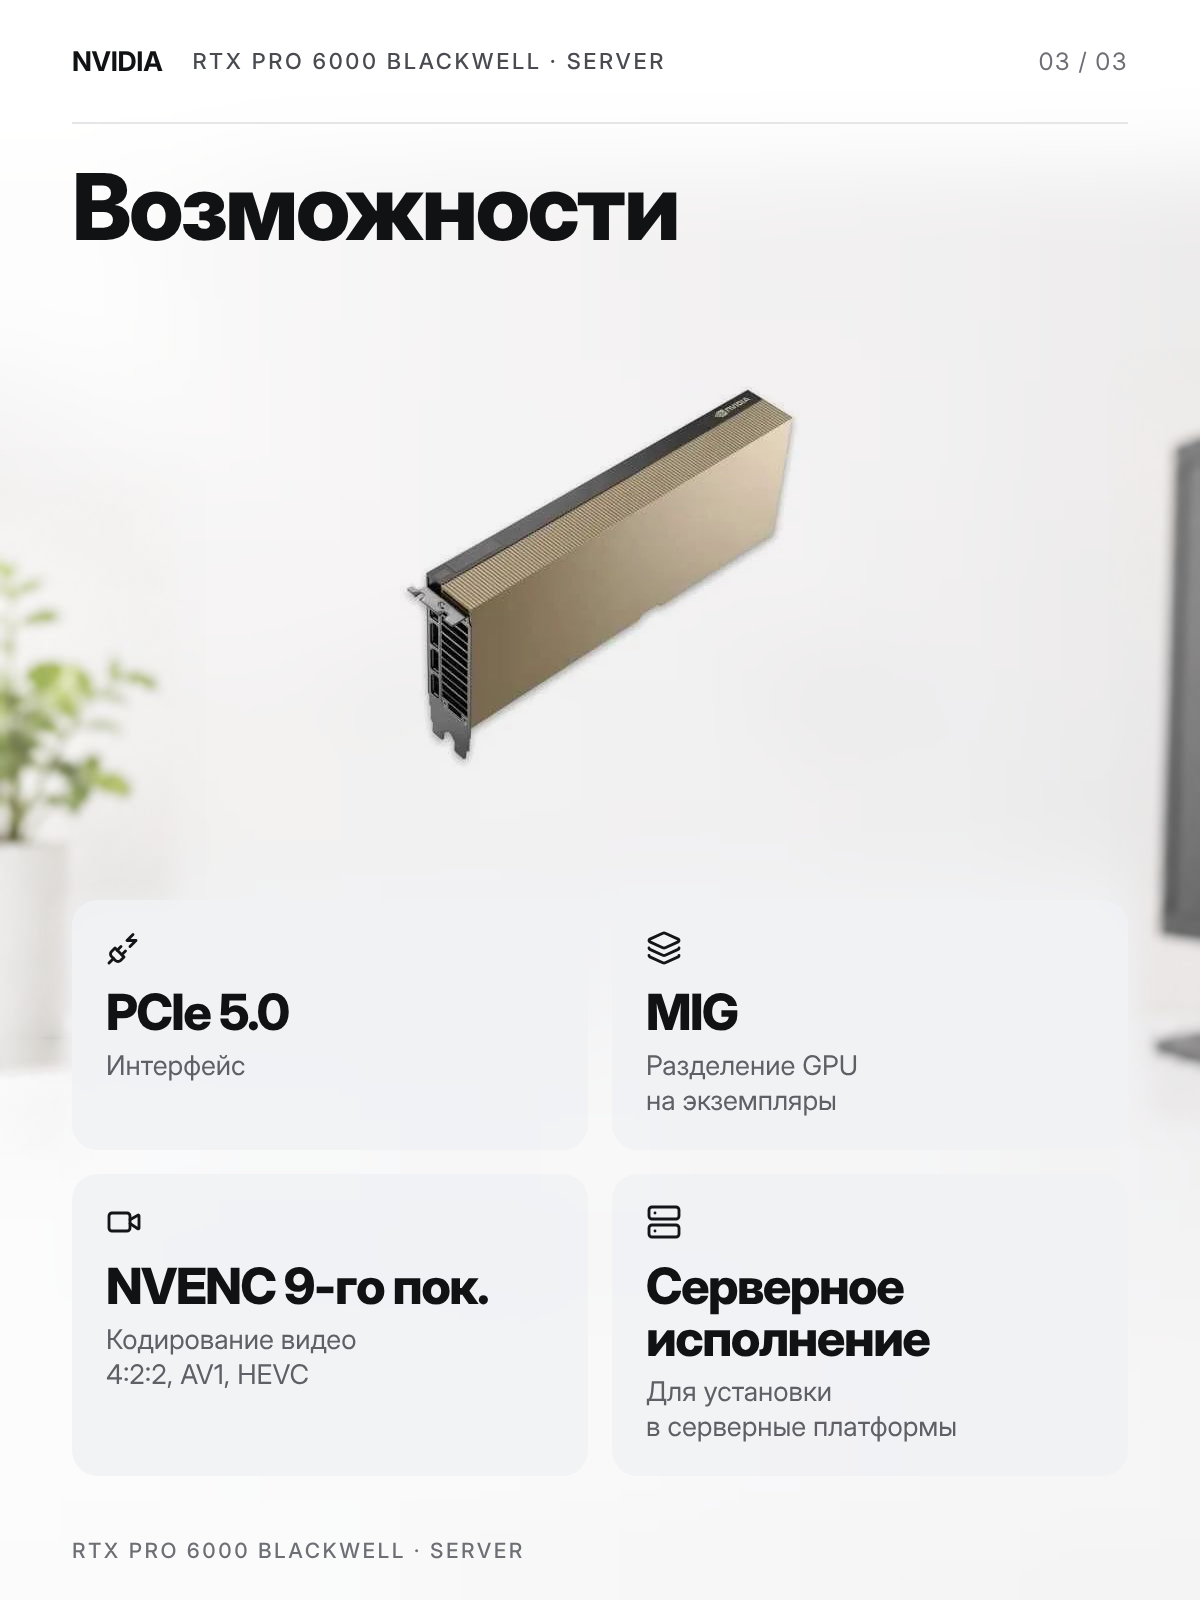 NVIDIA RTX PRO 6000 BLACKWELL · SERVER 03 / 03
Возможности
NVIDIA
PCIe 5.0
Интерфейс
MIG
Разделение GPU
на экземпляры
NVENC 9-го пок.
Кодирование видео
4:2:2, AV1, HEVC
Серверное
исполнение
Для установки
в серверные платформы
RTX PRO 6000 BLACKWELL · SERVER